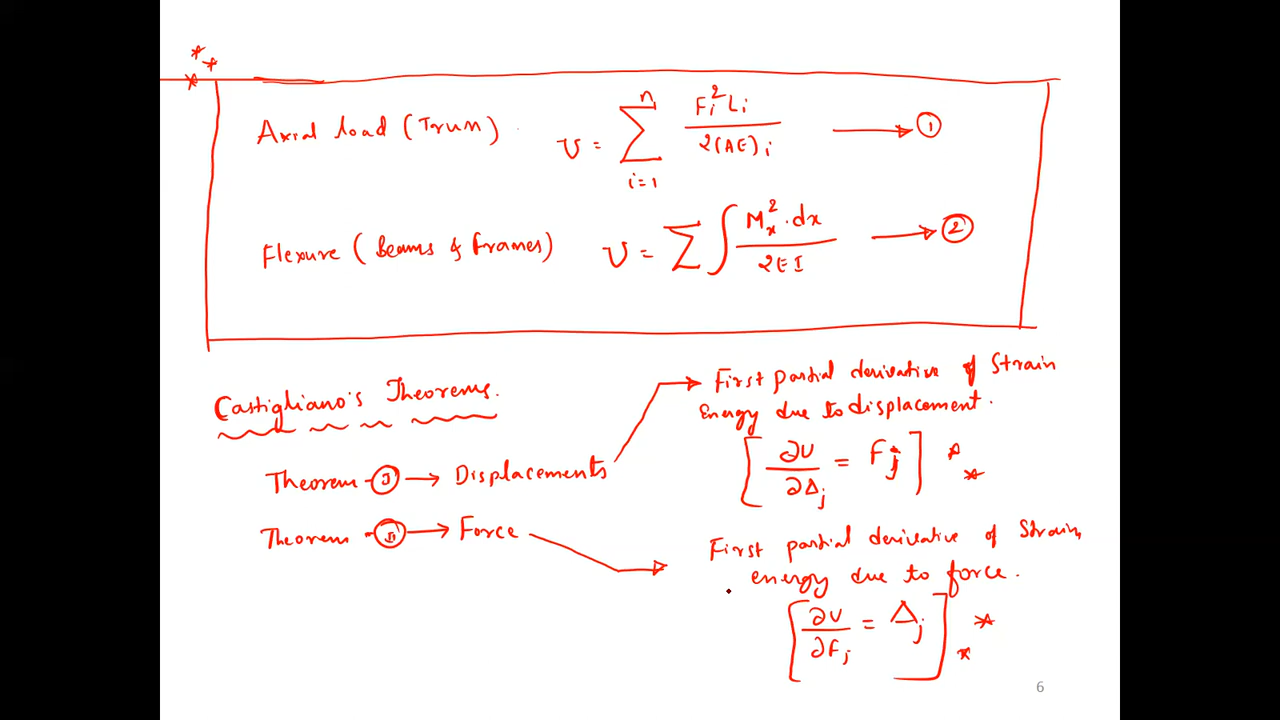 Axial load (Truss) U = ∑_{i=1}^{n} F_i² L_i / 2(AE)_i → ①
Flexure (Beams & Frames) U = ∑ ∫ M_x² · dx / 2EI → ②
Castigliano's Theorems.
Theorem - Ⓘ → Displacements
First partial derivative of Strain
Energy due to displacement.
[∂U / ∂Δ_j = F_j] * *
Theorem - Ⅱ → Force
First partial derivative of Strain
energy due to force.
[∂U / ∂F_j = Δ_j] * *
6